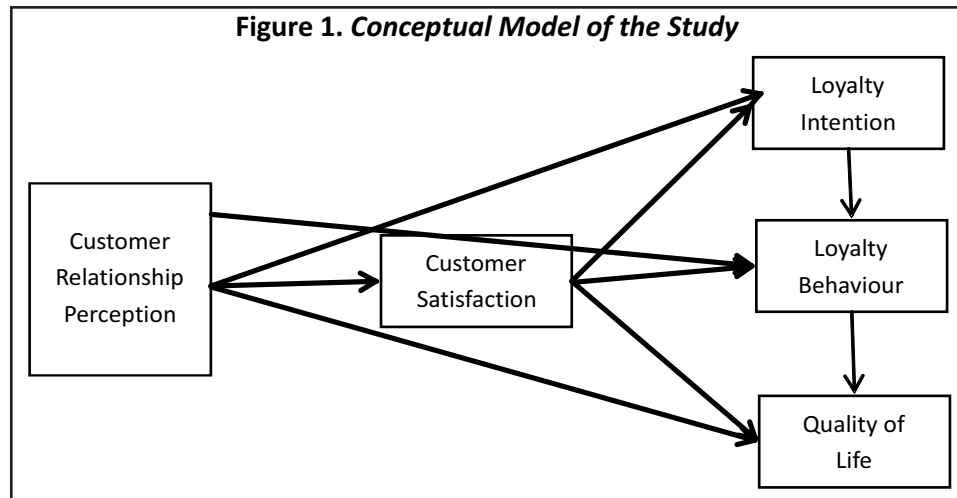 Figure 1. Conceptual Model of the Study
Loyalty
Intention
Customer
Relationship
Perception
Customer
Satisfaction
Loyalty
Behaviour
Quality of
Life